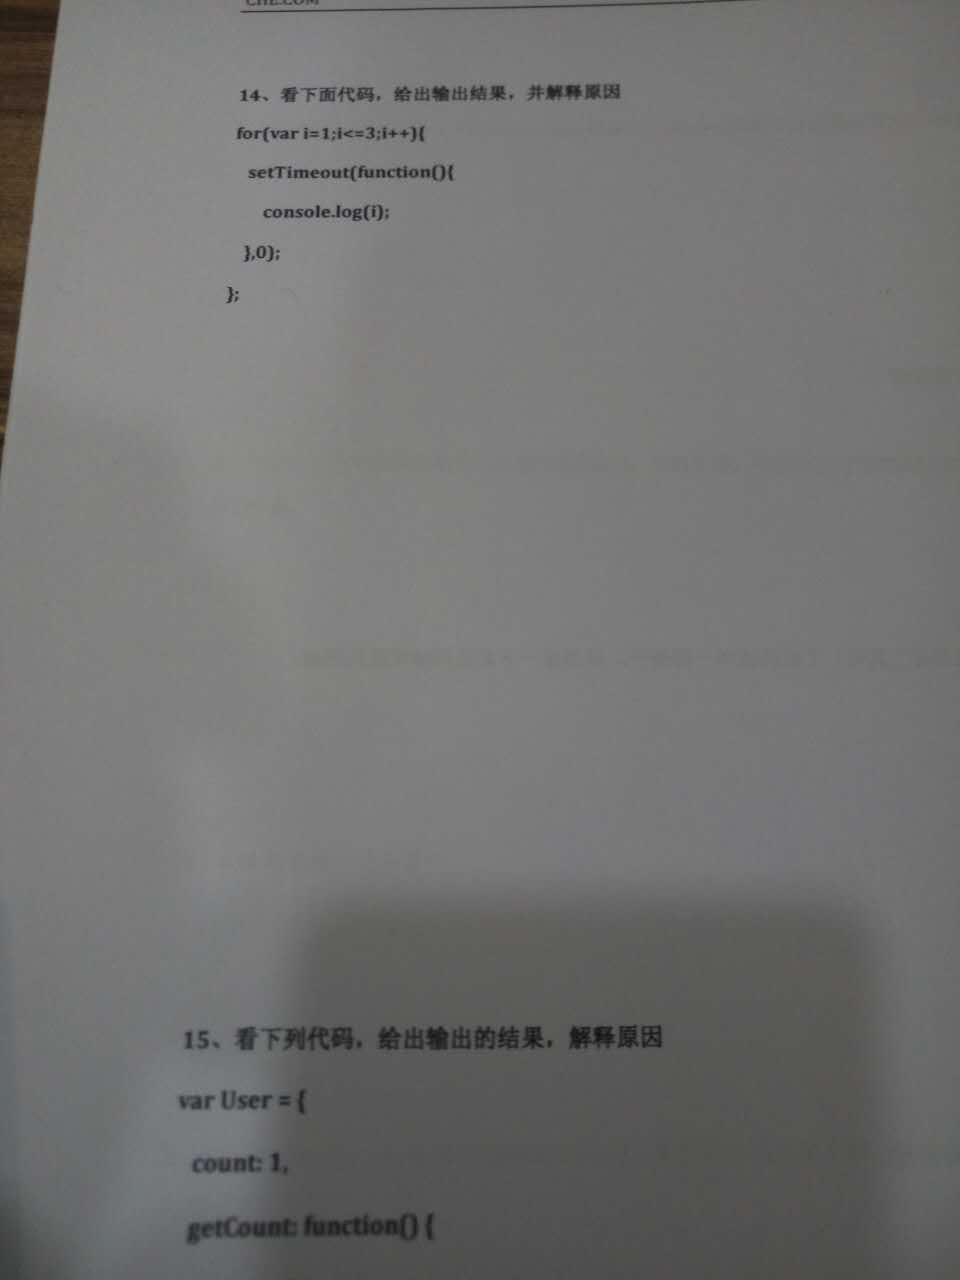 14、看下面代码，给出输出结果，并解释原因
for(var i=1;i<=3;i++){
setTimeout(function(){
console.log(i);
},0);
};
15、看下列代码，给出输出的结果，解释原因
var User = {
count: 1,
getCount: function() {